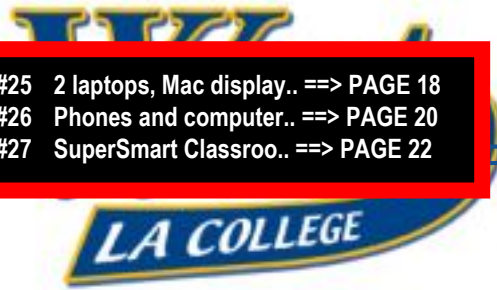 #25 2 laptops, Mac display.. ==> PAGE 18
#26 Phones and computer.. ==> PAGE 20
#27 SuperSmart Classroo.. ==> PAGE 22
LA COLLEGE